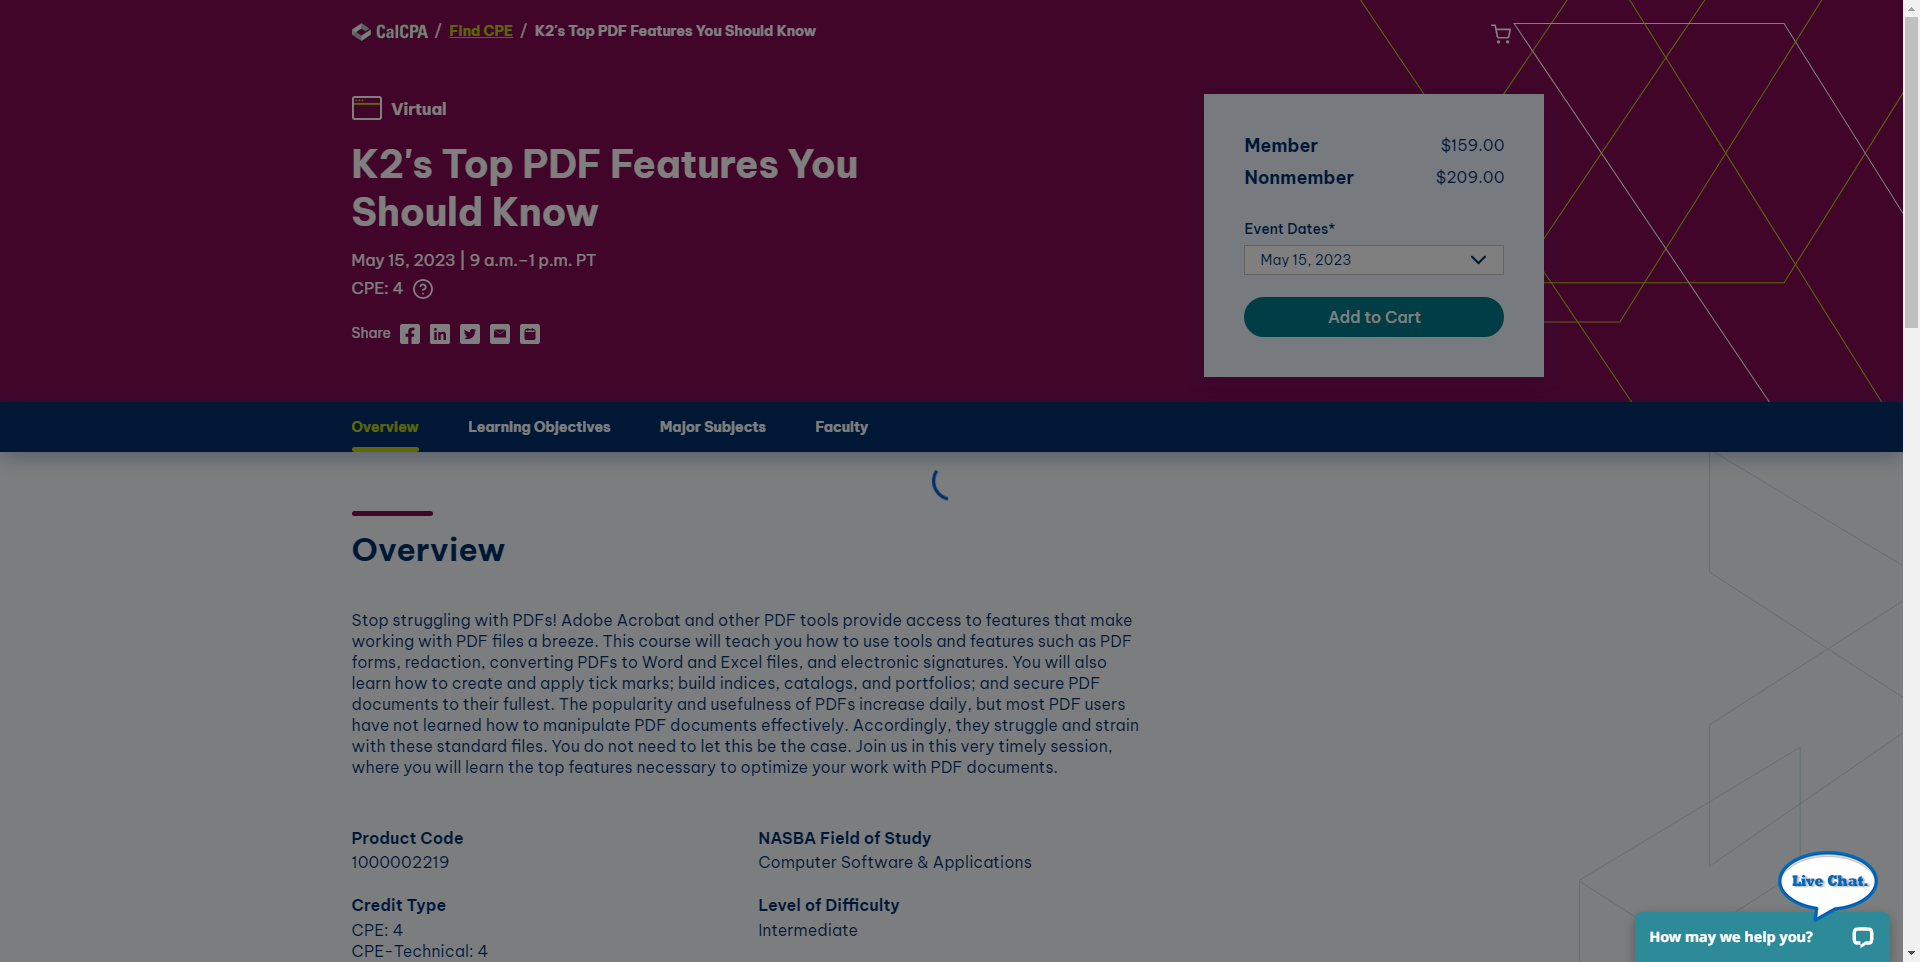 CalCPA / Find CPE / K2's Top PDF Features You Should Know
Virtual
K2's Top PDF Features You
Should Know
May 15, 2023 | 9 a.m.–1 p.m. PT
CPE: 4 ?
Share
Member $159.00
Nonmember $209.00
Event Dates*
May 15, 2023
Add to Cart
Overview Learning Objectives Major Subjects Faculty
Overview
Stop struggling with PDFs! Adobe Acrobat and other PDF tools provide access to features that make
working with PDF files a breeze. This course will teach you how to use tools and features such as PDF
forms, redaction, converting PDFs to Word and Excel files, and electronic signatures. You will also
learn how to create and apply tick marks; build indices, catalogs, and portfolios; and secure PDF
documents to their fullest. The popularity and usefulness of PDFs increase daily, but most PDF users
have not learned how to manipulate PDF documents effectively. Accordingly, they struggle and strain
with these standard files. You do not need to let this be the case. Join us in this very timely session,
where you will learn the top features necessary to optimize your work with PDF documents.
Product Code
1000002219
NASBA Field of Study
Computer Software & Applications
Credit Type
CPE: 4
CPE-Technical: 4
Level of Difficulty
Intermediate
Live Chat.
How may we help you?